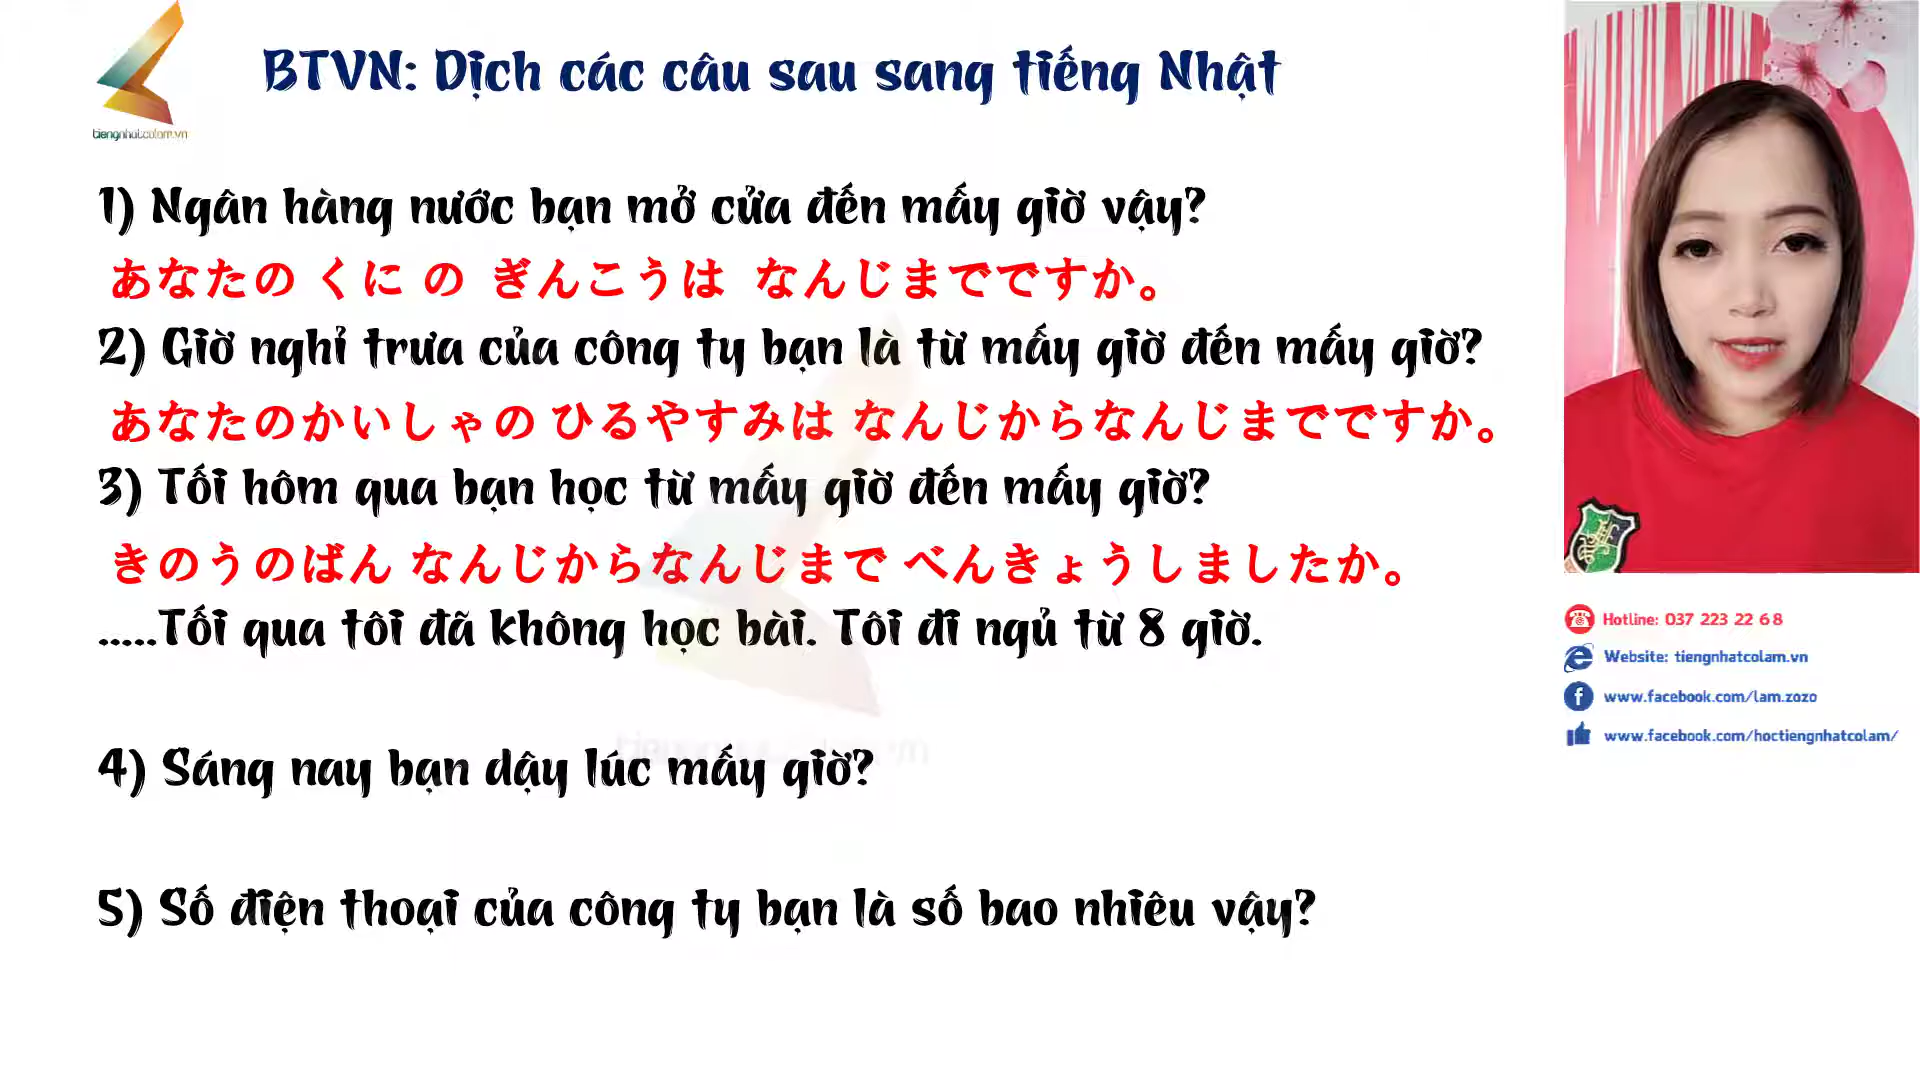 tiengnhatcolam.vn
BTVN: Dịch các câu sau sang tiếng Nhật
1) Ngân hàng nước bạn mở cửa đến mấy giờ vậy?
あなたの くに の ぎんこうは なんじまでですか。
2) Giờ nghỉ trưa của công ty bạn là từ mấy giờ đến mấy giờ?
あなたのかいしゃの ひるやすみは なんじからなんじまでですか。
3) Tối hôm qua bạn học từ mấy giờ đến mấy giờ?
きのうのばん なんじからなんじまで べんきょうしましたか。
.....Tối qua tôi đã không học bài. Tôi đi ngủ từ 8 giờ.
4) Sáng nay bạn dậy lúc mấy giờ?
5) Số điện thoại của công ty bạn là số bao nhiêu vậy?
Hotline: 037 223 22 68
Website: tiengnhatcolam.vn
www.facebook.com/lam.zozo
www.facebook.com/hoctiengnhatcolam/